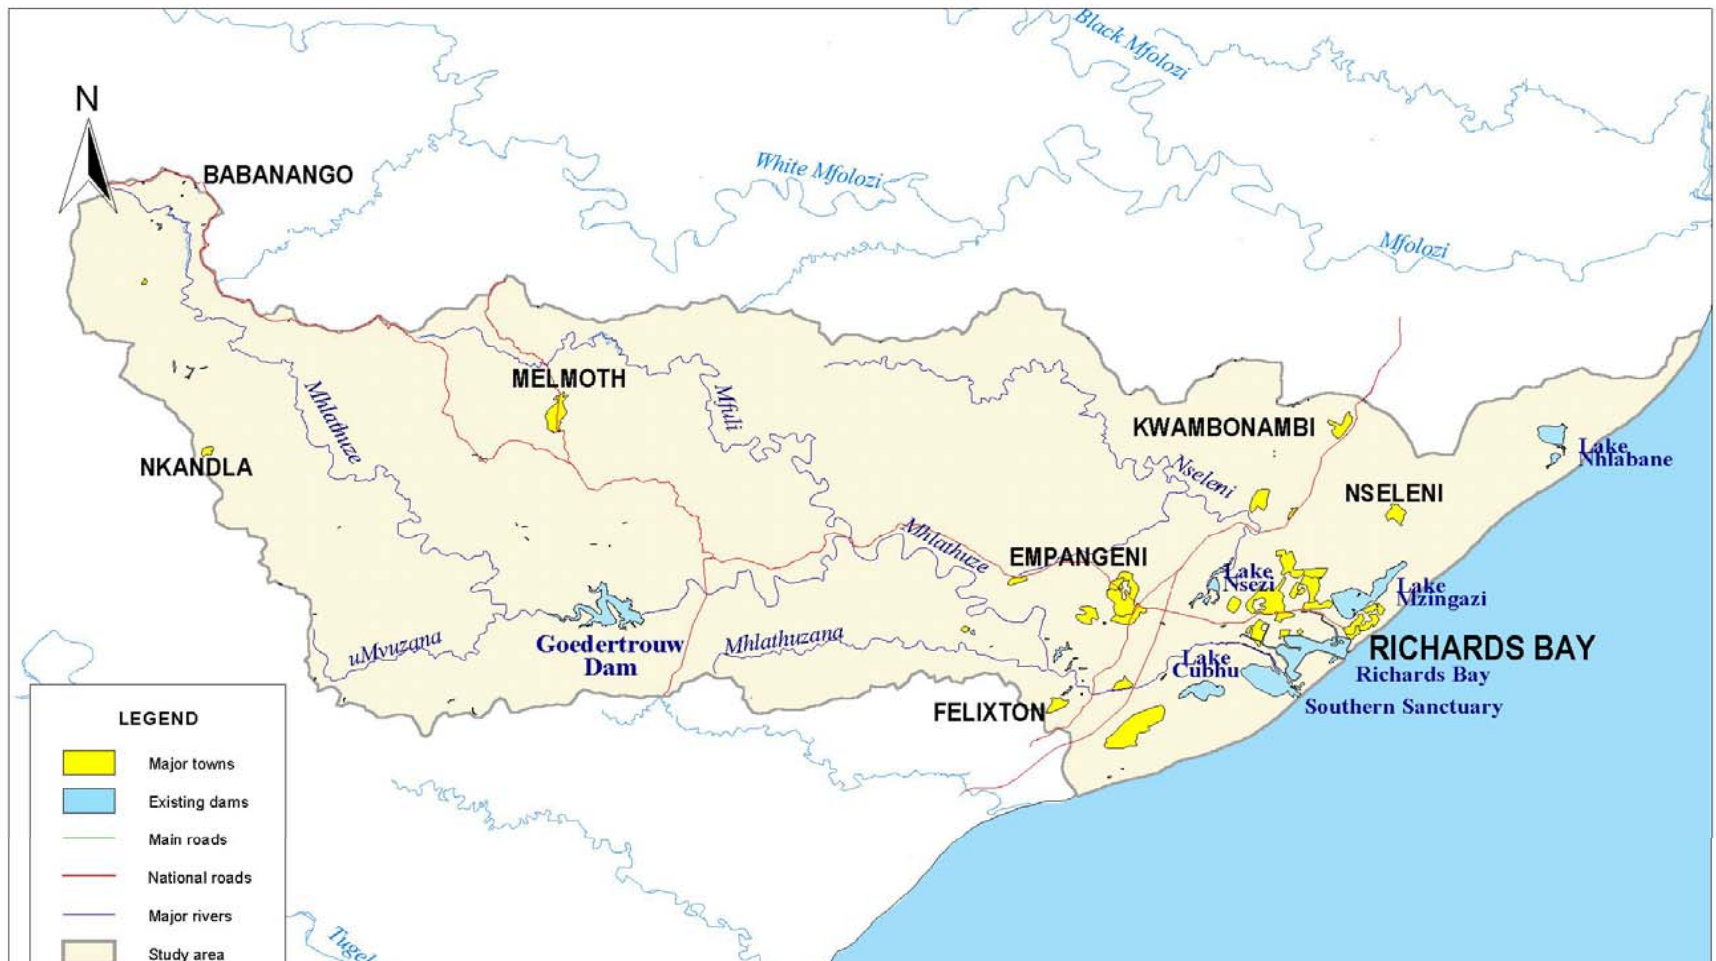 Black Mfolozi
N
BABANANGO
White Mfolozi
Mfolozi
MELMOTH
Mhlathuze
Mfuli
KWAMBONAMBI
Lake
Nhlabane
NKANDLA
Nseleni
NSELENI
Mhlathuze
EMPANGENI
Lake
Nsezi
Lake
Mzingazi
uMvuzana
Goedertrouw
Dam
Mhlathuzana
RICHARDS BAY
Lake
Cubhu
Richards Bay
Southern Sanctuary
FELIXTON
LEGEND
Major towns
Existing dams
Main roads
National roads
Major rivers
Study area
Tugel